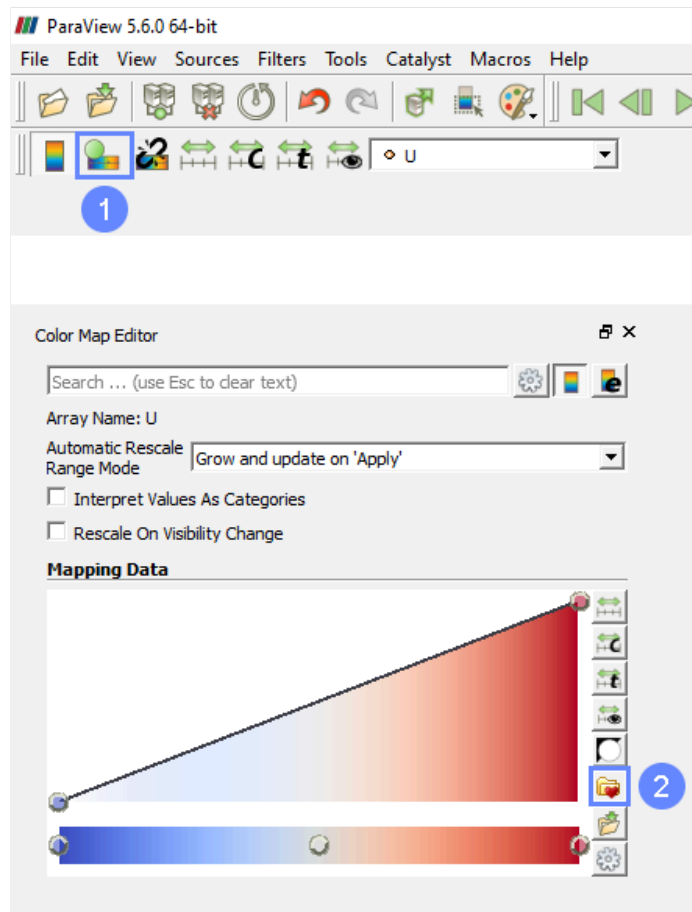 ParaView 5.6.0 64-bit
File Edit View Sources Filters Tools Catalyst Macros Help
C t U
1
Color Map Editor
Search ... (use Esc to clear text)
e
Array Name: U
Automatic Rescale
Range Mode
Grow and update on 'Apply'
Interpret Values As Categories
Rescale On Visibility Change
Mapping Data
C
t
2